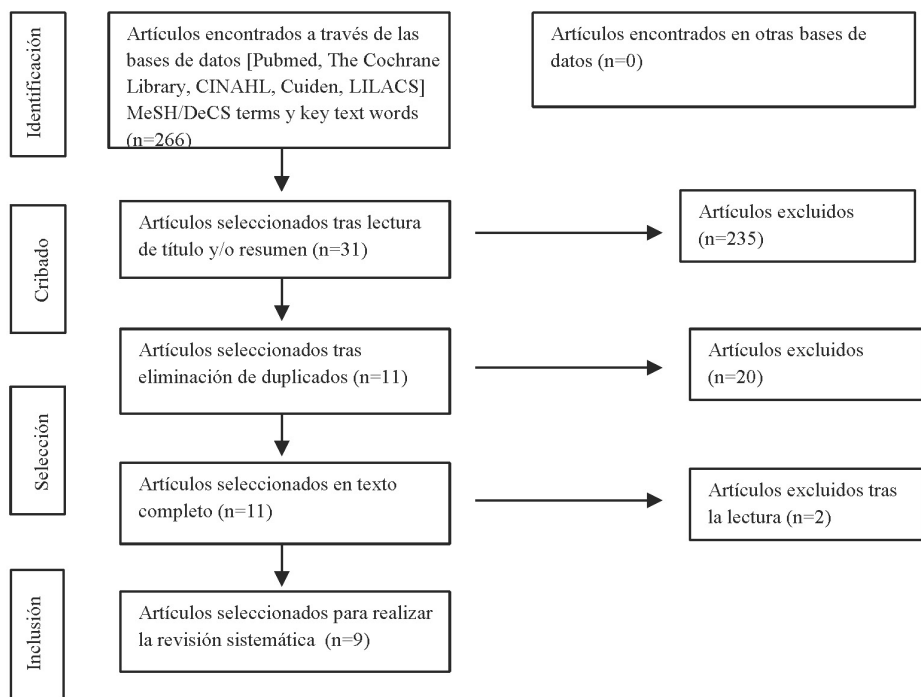 Identificación
Artículos encontrados a través de las
bases de datos [Pubmed, The Cochrane
Library, CINAHL, Cuiden, LILACS]
MeSH/DeCS terms y key text words
(n=266)
Artículos encontrados en otras bases de
datos (n=0)
Cribado
Artículos seleccionados tras lectura
de título y/o resumen (n=31)
Artículos excluidos
(n=235)
Artículos seleccionados tras
eliminación de duplicados (n=11)
Artículos excluidos
(n=20)
Selección
Artículos seleccionados en texto
completo (n=11)
Artículos excluidos tras
la lectura (n=2)
Inclusión
Artículos seleccionados para realizar
la revisión sistemática (n=9)